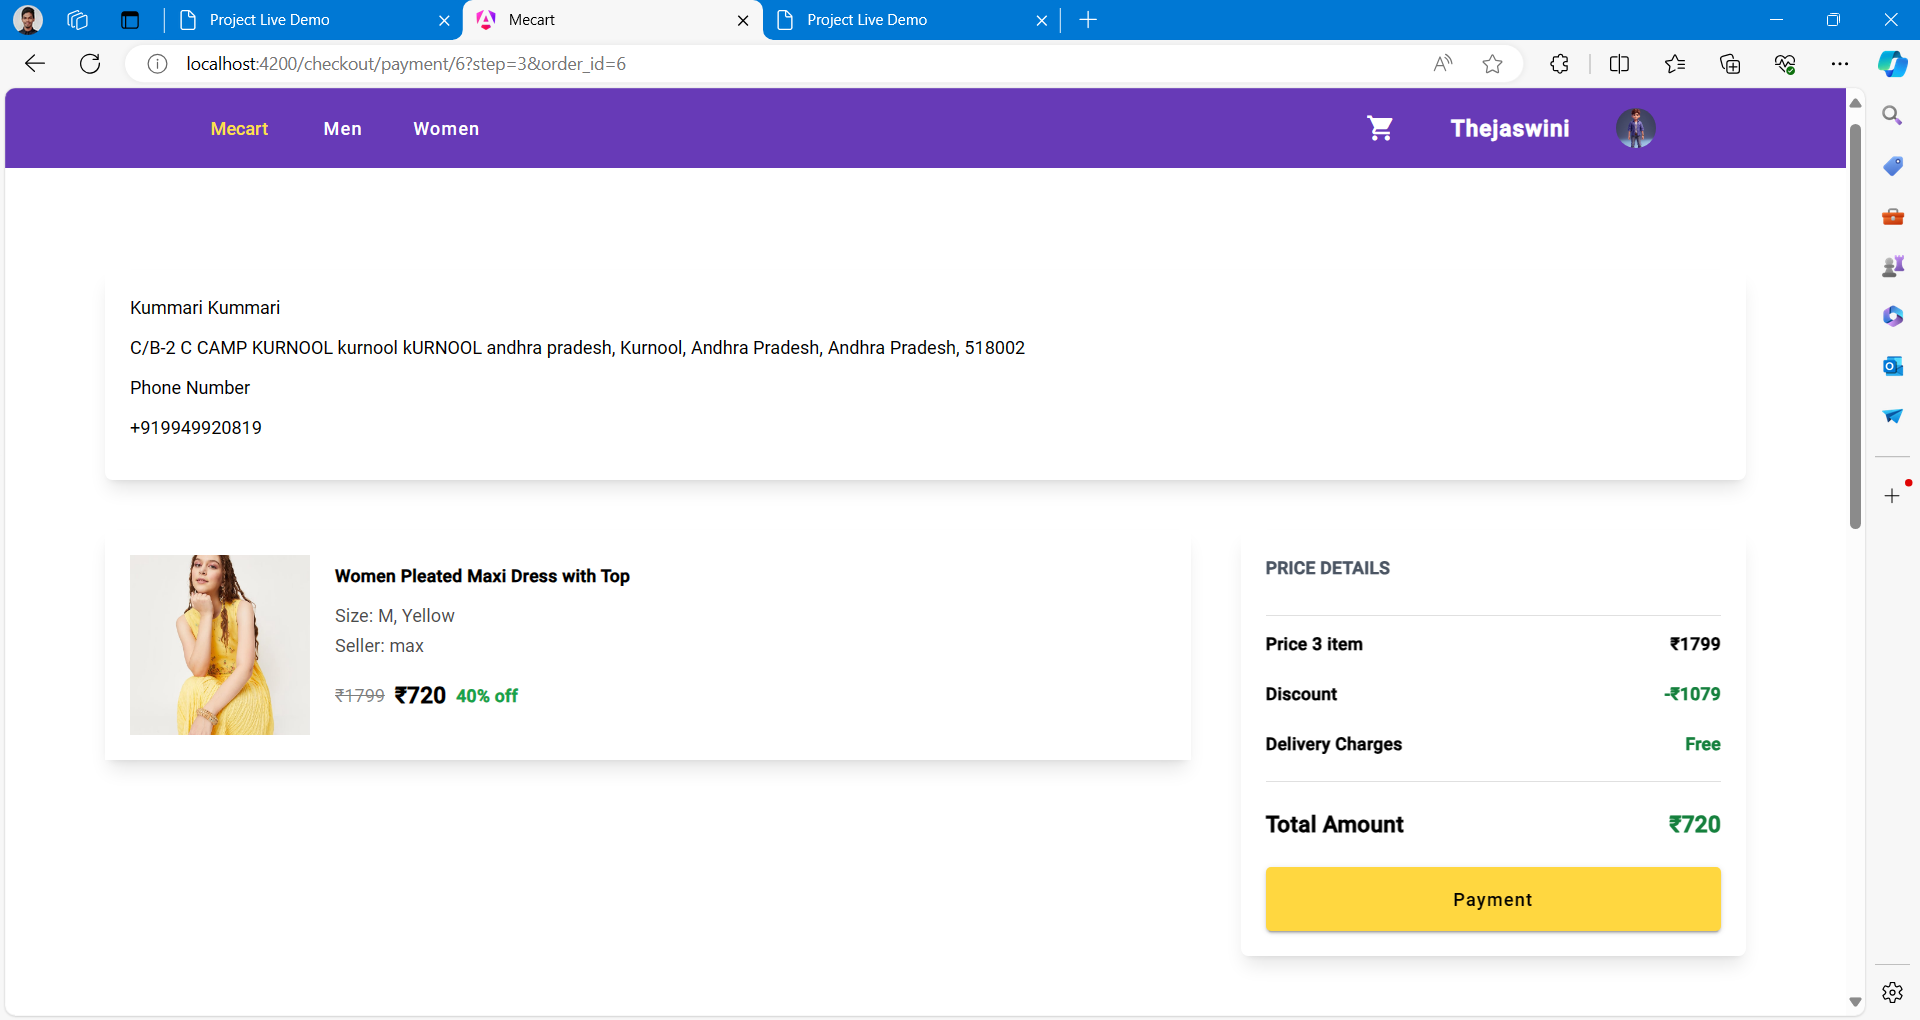 Project Live Demo
Mecart
Project Live Demo
localhost:4200/checkout/payment/6?step=3&order_id=6
Mecart Men Women Thejaswini
Kummari Kummari
C/B-2 C CAMP KURNOOL kurnool kURNOOL andhra pradesh, Kurnool, Andhra Pradesh, Andhra Pradesh, 518002
Phone Number
+919949920819
Women Pleated Maxi Dress with Top
Size: M, Yellow
Seller: max
₹1799 ₹720 40% off
PRICE DETAILS
Price 3 item ₹1799
Discount -₹1079
Delivery Charges Free
Total Amount ₹720
Payment